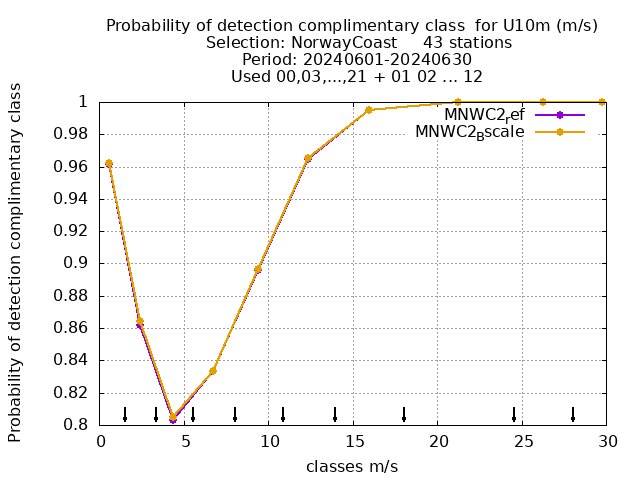 Probability of detection complimentary class  for U10m (m/s)
Selection: NorwayCoast     43 stations
Period: 20240601-20240630
Used 00,03,...,21 + 01 02 ... 12
Probability of detection complimentary class
1
0.98
0.96
0.94
0.92
0.9
0.88
0.86
0.84
0.82
0.8
MNWC2ref
MNWC2Bscale
0 5 10 15 20 25 30
classes m/s